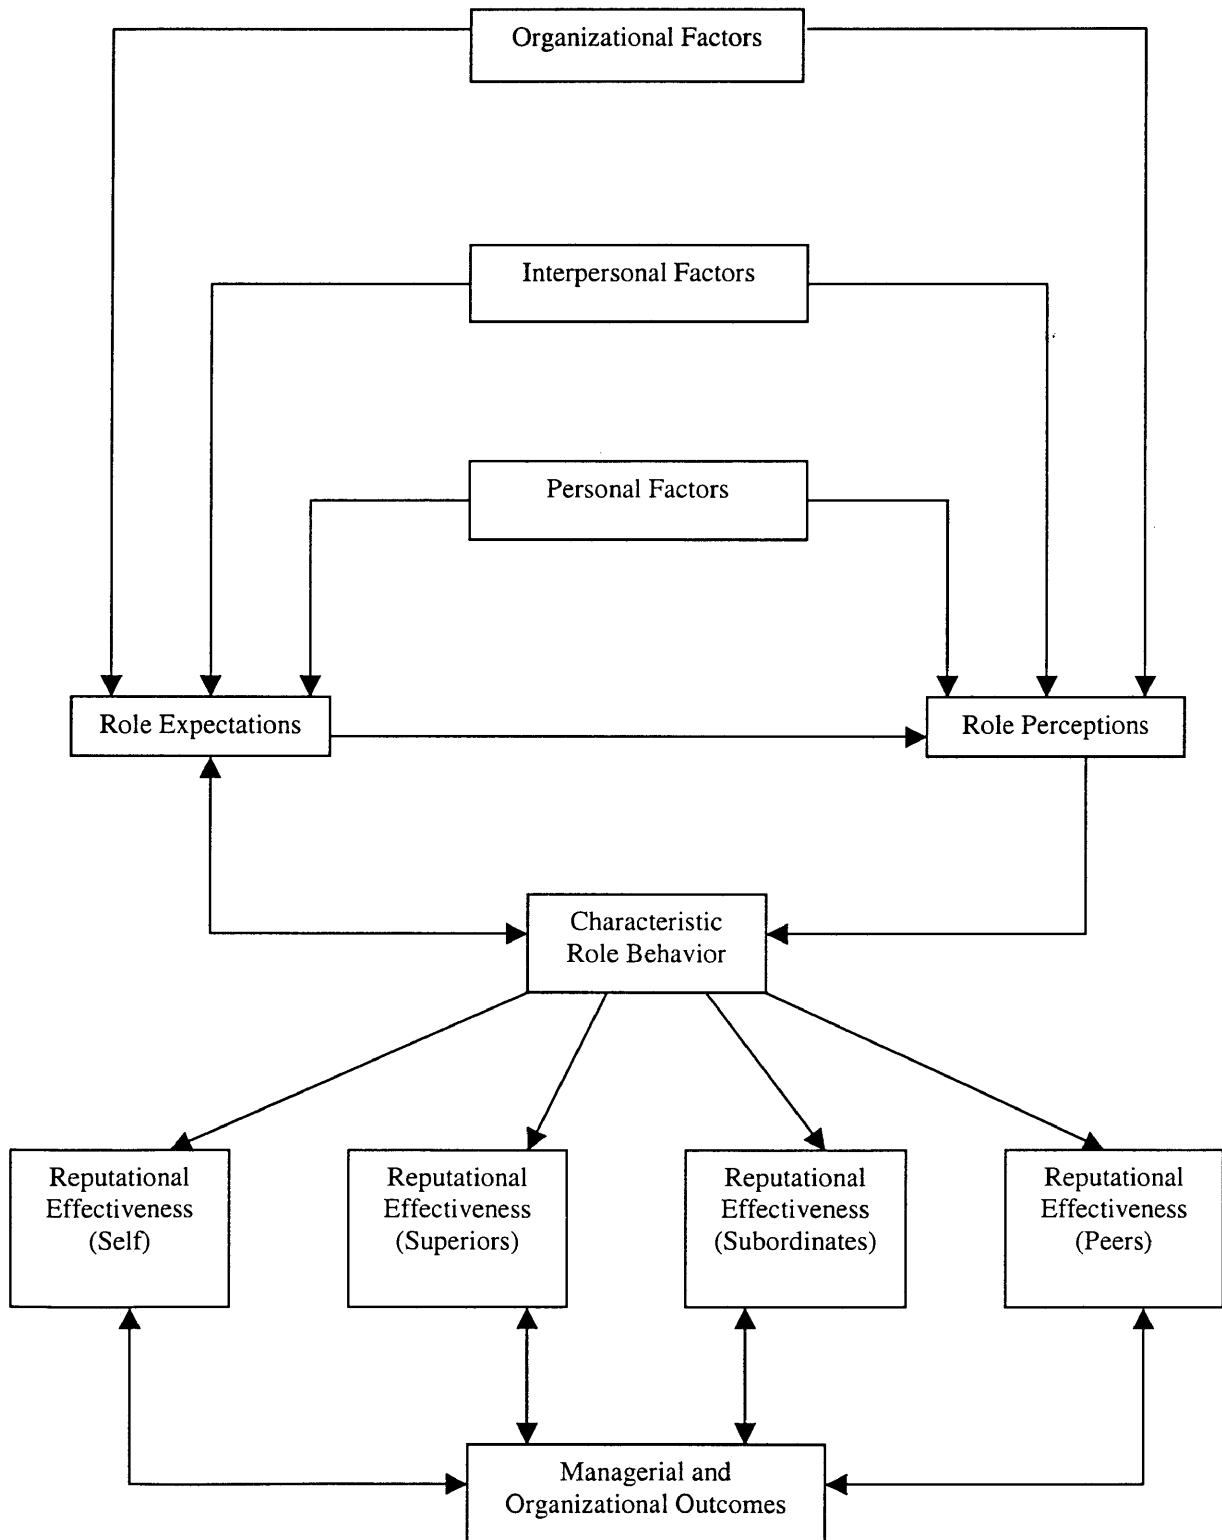 Organizational Factors
Interpersonal Factors
Personal Factors
Role Expectations
Role Perceptions
Characteristic
Role Behavior
Reputational
Effectiveness
(Self)
Reputational
Effectiveness
(Superiors)
Reputational
Effectiveness
(Subordinates)
Reputational
Effectiveness
(Peers)
Managerial and
Organizational Outcomes